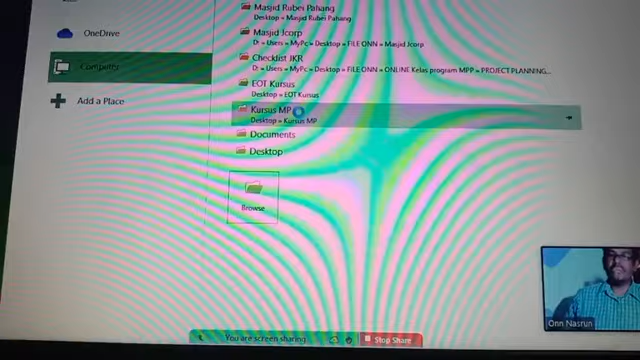 Masjid Rubei Pahang
Desktop » Masjid Rubei Pahang
Masjid Jcorp
D: » Users » MyPc » Desktop » FILE ONN » Masjid Jcorp
Checklist JKR
D: » Users » MyPc » Desktop » FILE ONN » ONLINE Kelas program MPP » PROJECT PLANNING...
EOT Kursus
Desktop » EOT Kursus
Kursus MP
Desktop » Kursus MP
Documents
Desktop
Browse
OneDrive
Computer
Add a Place
Onn Nasrun
You are screen sharing
Stop Share